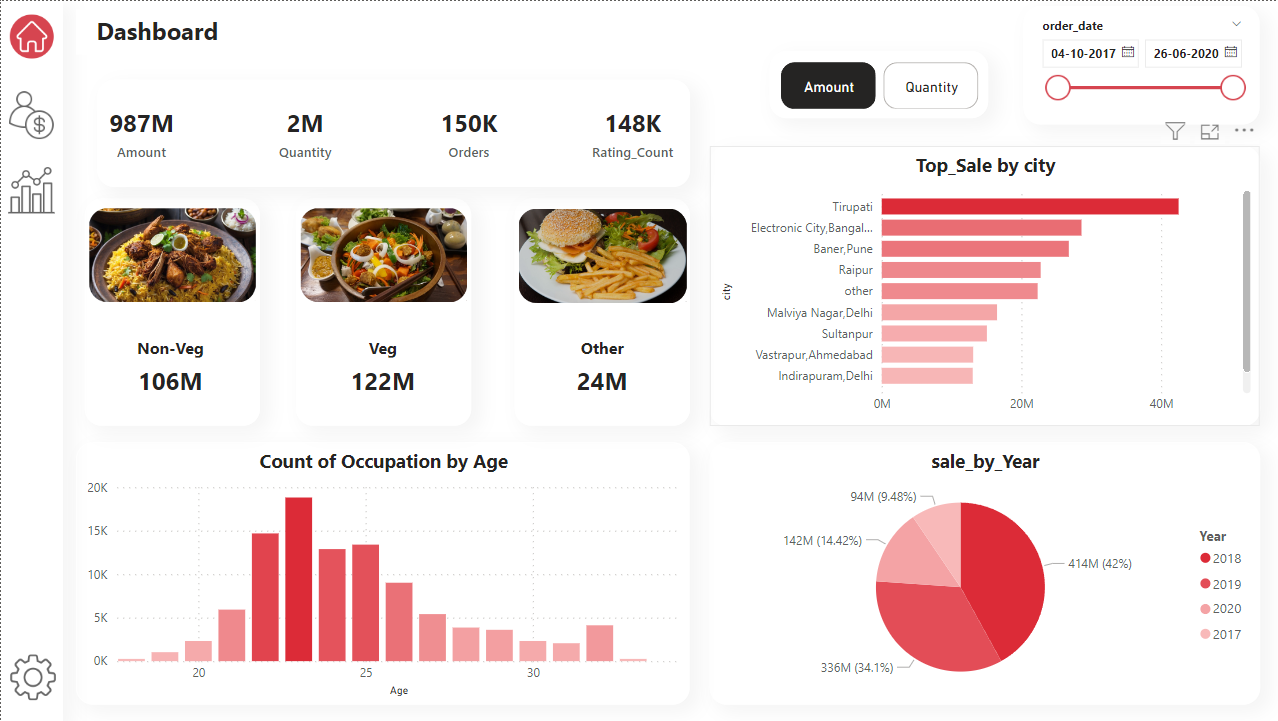 Dashboard
order_date
04-10-2017 26-06-2020
Amount Quantity
987M 2M 150K 148K
Amount Quantity Orders Rating_Count
Non-Veg Veg Other
106M 122M 24M
Top_Sale by city
city
Tirupati
Electronic City,Bangal...
Baner,Pune
Raipur
other
Malviya Nagar,Delhi
Sultanpur
Vastrapur,Ahmedabad
Indirapuram,Delhi
0M 20M 40M
Count of Occupation by Age
20K
15K
10K
5K
0K
20 25 30
Age
sale_by_Year
94M (9.48%)
142M (14.42%)
414M (42%)
336M (34.1%)
Year
2018
2019
2020
2017